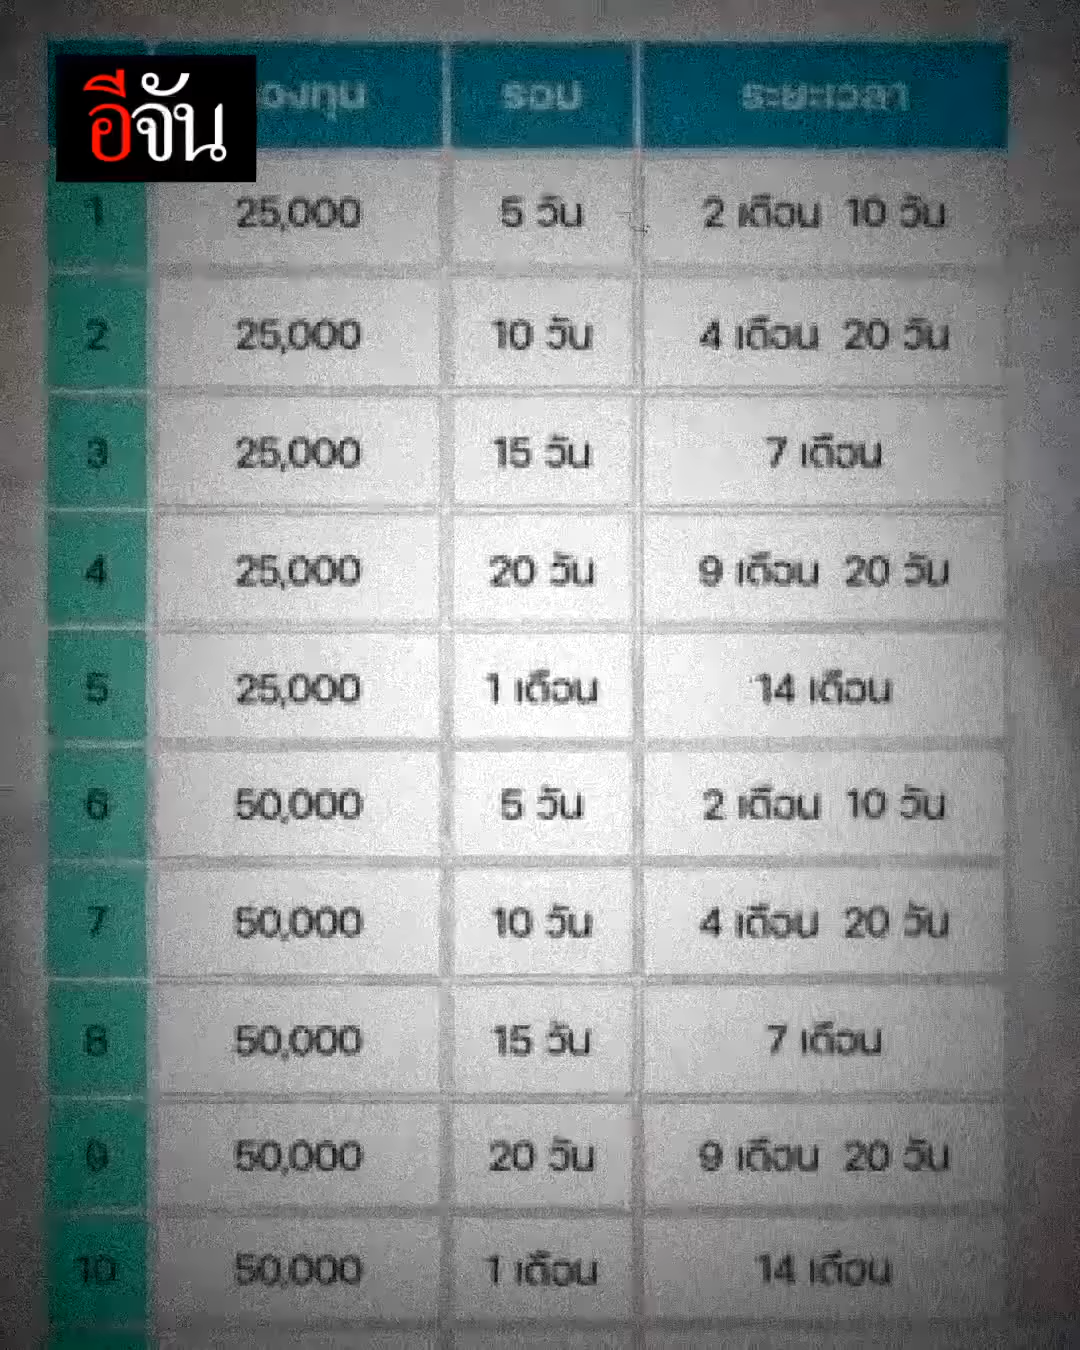 อีจัน
องทุน รอบ ระยะเวลา
1 25,000 5 วัน 2 เดือน 10 วัน
2 25,000 10 วัน 4 เดือน 20 วัน
3 25,000 15 วัน 7 เดือน
4 25,000 20 วัน 9 เดือน 20 วัน
5 25,000 1 เดือน 14 เดือน
6 50,000 5 วัน 2 เดือน 10 วัน
7 50,000 10 วัน 4 เดือน 20 วัน
8 50,000 15 วัน 7 เดือน
9 50,000 20 วัน 9 เดือน 20 วัน
10 50,000 1 เดือน 14 เดือน